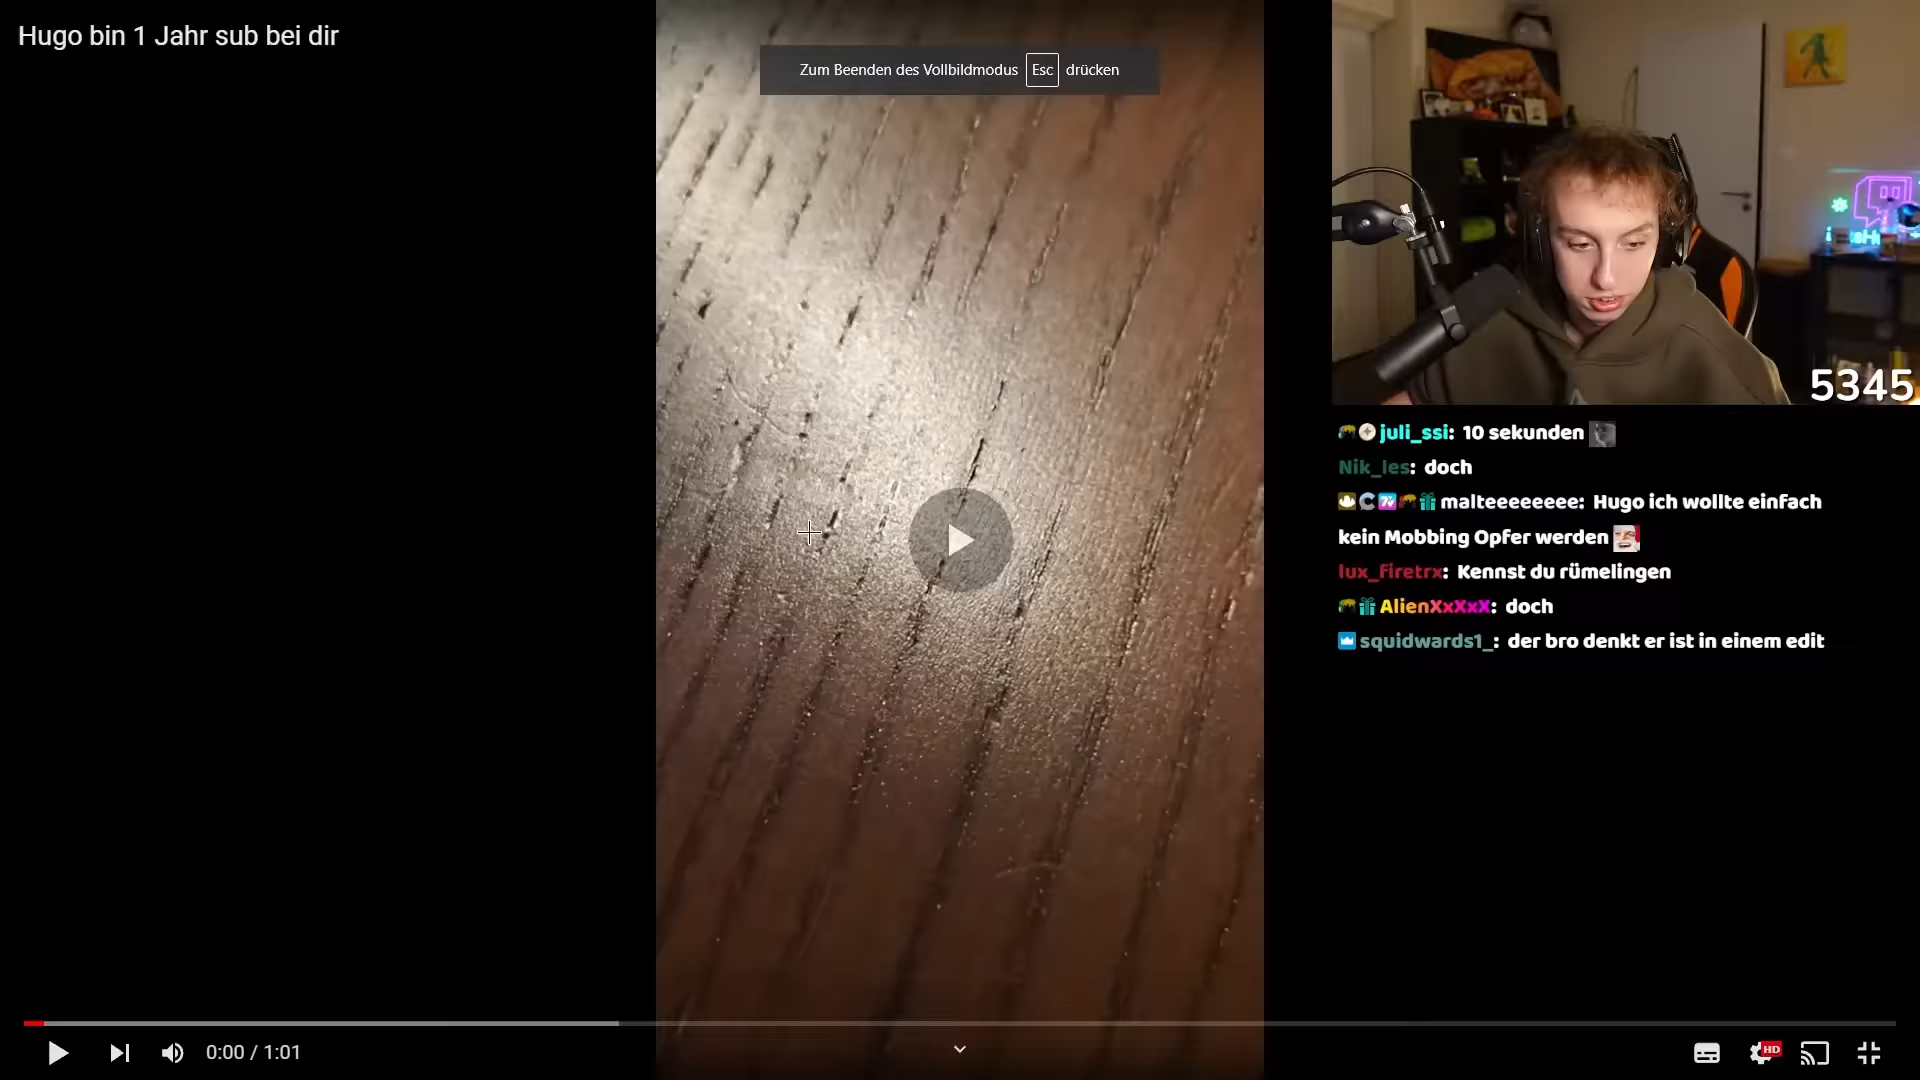 Hugo bin 1 Jahr sub bei dir
Zum Beenden des Vollbildmodus Esc drücken
5345
juli_ssi: 10 sekunden
Nik_les: doch
malteeeeeeee: Hugo ich wollte einfach
kein Mobbing Opfer werden
lux_firetrx: Kennst du rümelingen
AlienXxXxX: doch
squidwards1_: der bro denkt er ist in einem edit
0:00 / 1:01
HD